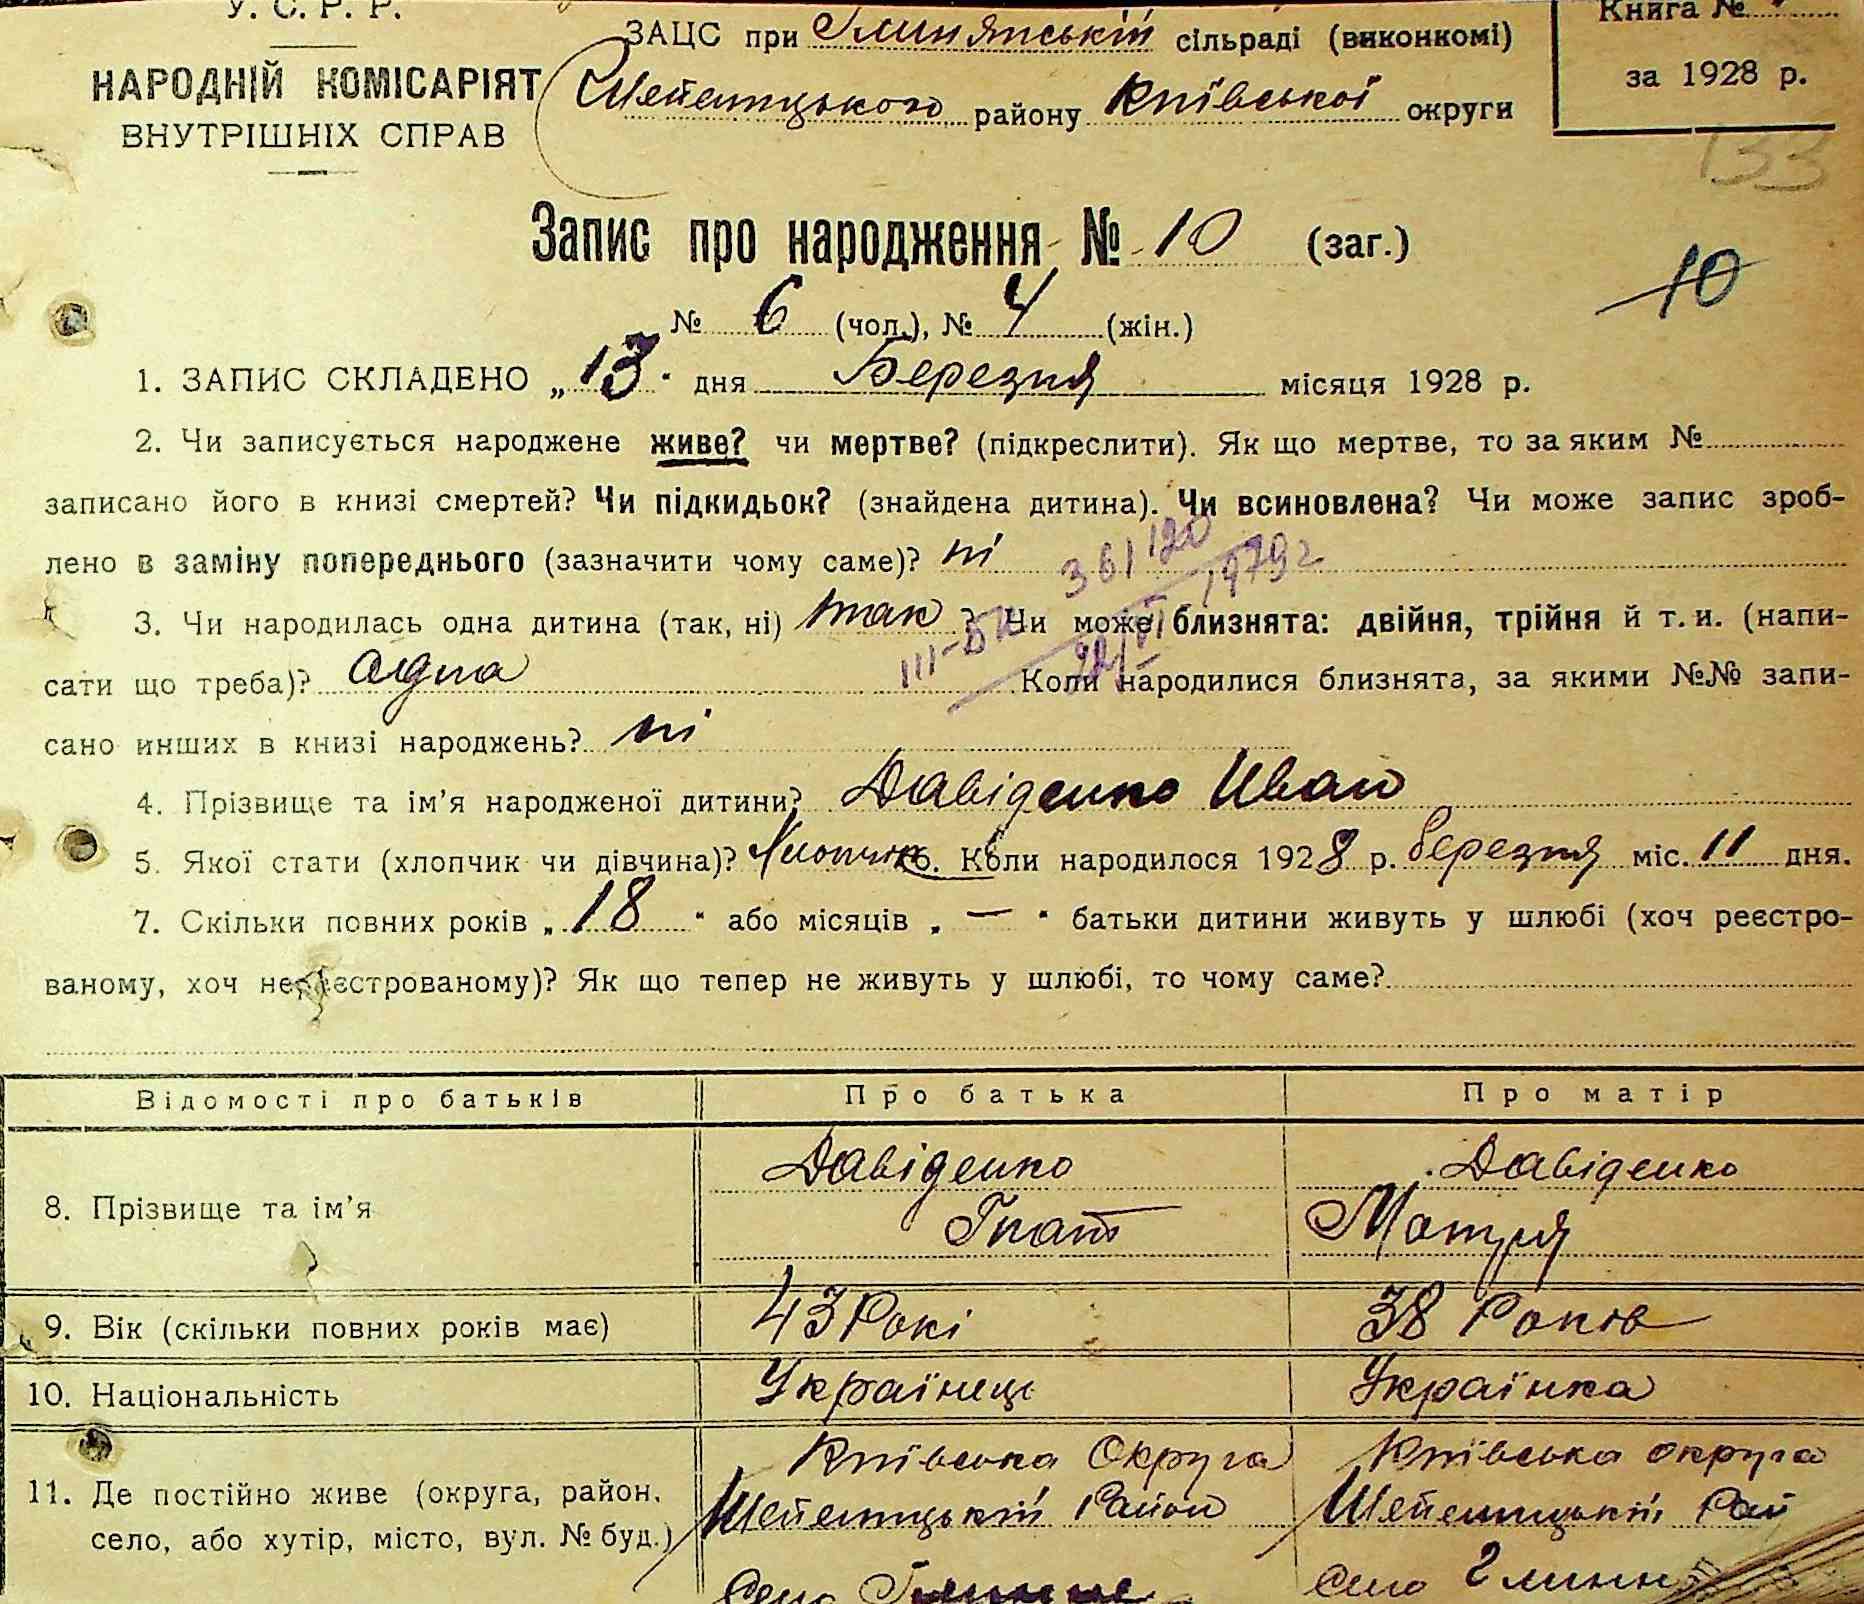 У. С. Р. Р.
НАРОДНІЙ КОМІСАРІЯТ
ВНУТРІШНІХ СПРАВ
ЗАЦС при сільраді (виконкомі)
району Київської округи
Книга №
за 1928 р.
133
Запис про народження № 10 (заг.)
10
№ 6 (чол.), № 4 (жін.)
1. ЗАПИС СКЛАДЕНО „13" дня Березня місяця 1928 р.
2. Чи записується народжене живе? чи мертве? (підкреслити). Як що мертве, то за яким №
записано його в книзі смертей? Чи підкидьок? (знайдена дитина). Чи всиновлена? Чи може запис зроб-
лено в заміну попереднього (зазначити чому саме)? ні
3. Чи народилась одна дитина (так, ні) так ? Чи може близнята: двійня, трійня й т. и. (напи-
сати що треба)? одна Коли народилися близнята, за якими №№ запи-
сано инших в книзі народжень? ні
4. Прізвище та ім'я народженої дитини? Давіденко Иван
5. Якої стати (хлопчик чи дівчина)? Хлопчик 6. Коли народилося 1928 р. березня міс. 11 дня.
7. Скільки повних років „18" або місяців „—" батьки дитини живуть у шлюбі (хоч реєстро-
ваному, хоч нереєстрованому)? Як що тепер не живуть у шлюбі, то чому саме?
Відомості про батьків Про батька Про матір
8. Прізвище та ім'я
Давіденко
Гнат
Давіденко
Мотря
9. Вік (скільки повних років має) 43 Рокі 38 Років
10. Національність Українець Українка
11. Де постійно живе (округа, район,
село, або хутір, місто, вул. № буд.)
Київська Округа
Район
Село
Київська округа
Рай
Село